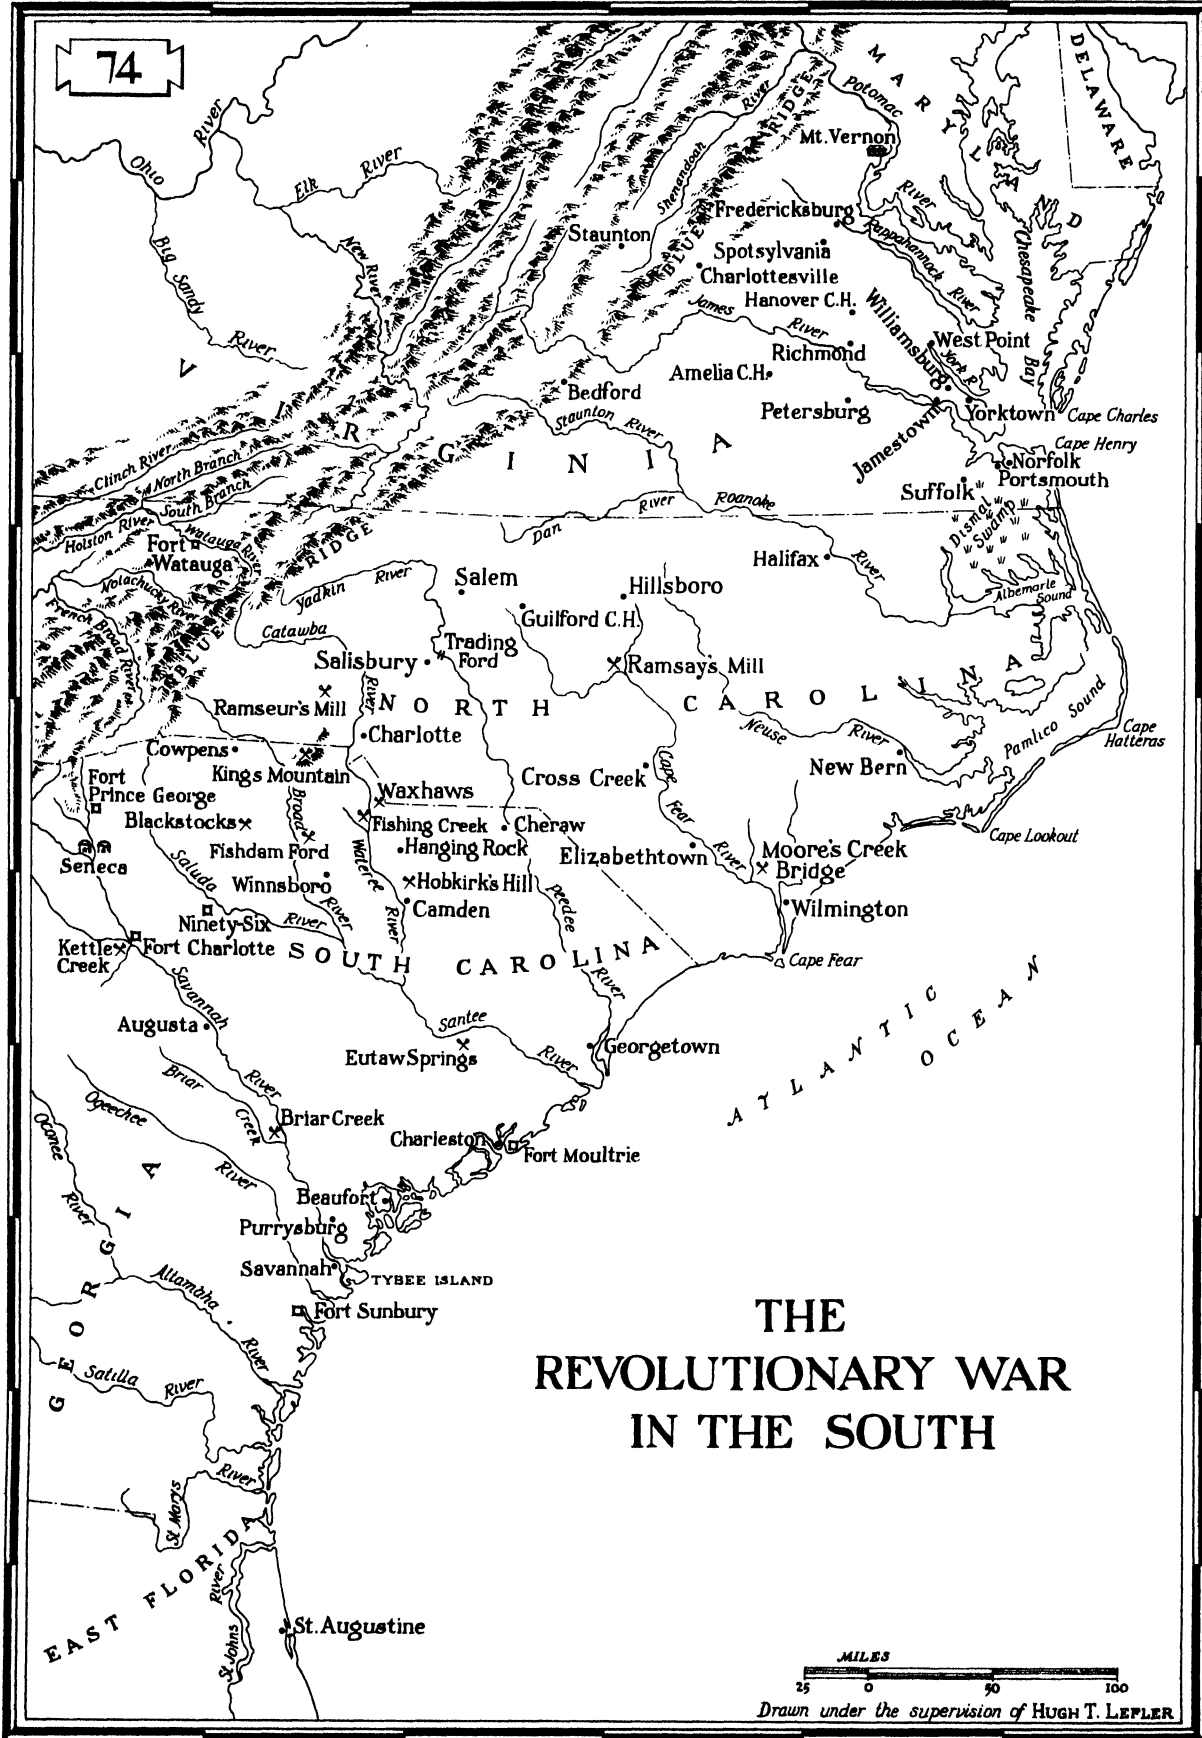 74
MARYLAND
DELAWARE
Potomac
River
Ohio
River
Elk River
New River
Big Sandy River
Shenandoah River
BLUE RIDGE
Mt. Vernon
Fredericksburg
Rappahannock River
Chesapeake Bay
Staunton
Spotsylvania
Charlottesville
Hanover C.H.
James River
Williamsburg
West Point
York R.
Richmond
Amelia C.H.
Bedford
Petersburg
Yorktown
Jamestown
Cape Charles
Cape Henry
Norfolk
Portsmouth
Suffolk
Dismal Swamp
VIRGINIA
Staunton River
Clinch River
North Branch
South Branch
Holston River
Watauga River
Fort Watauga
Nolachucky River
French Broad River
BLUE RIDGE
Dan River
Roanoke River
Halifax
Albemarle Sound
Yadkin River
Salem
Hillsboro
Guilford C.H.
Catawba River
Trading Ford
Salisbury
Ramsay's Mill
Ramseur's Mill
NORTH CAROLINA
Neuse River
Pamlico Sound
Cape Hatteras
Charlotte
Cowpens
Kings Mountain
Cross Creek
Cape Fear River
New Bern
Fort Prince George
Waxhaws
Blackstocks
Broad River
Fishing Creek
Cheraw
Cape Lookout
Seneca
Fishdam Ford
Hanging Rock
Elizabethtown
Moore's Creek Bridge
Saluda River
Winnsboro
Wateree River
Hobkirk's Hill
Camden
Peedee River
Wilmington
Ninety-Six
Kettle Creek
Fort Charlotte
SOUTH CAROLINA
Cape Fear
ATLANTIC OCEAN
Savannah River
Augusta
Santee River
Eutaw Springs
Georgetown
Briar Creek
Ogeechee River
Briar Creek
Oconee River
Charleston
Fort Moultrie
Beaufort
Purrysburg
GEORGIA
Savannah
TYBEE ISLAND
Altamaha River
Fort Sunbury
Satilla River
THE
REVOLUTIONARY WAR
IN THE SOUTH
St Marys River
EAST FLORIDA
St Johns River
St. Augustine
MILES
25 0 50 100
Drawn under the supervision of HUGH T. LEFLER